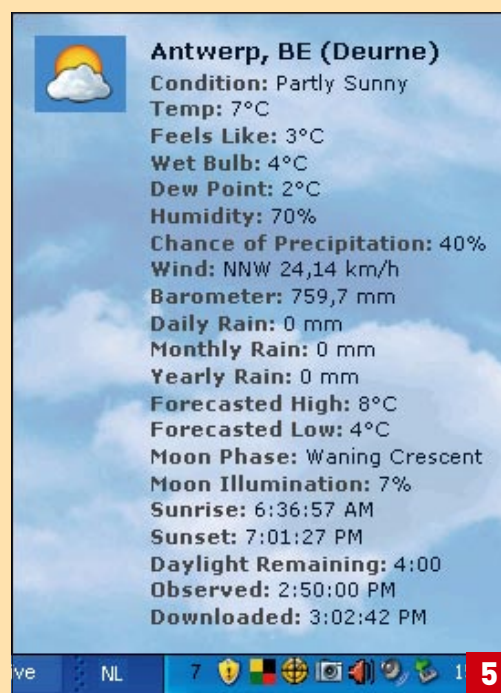 Antwerp, BE (Deurne)
Condition: Partly Sunny
Temp: 7°C
Feels Like: 3°C
Wet Bulb: 4°C
Dew Point: 2°C
Humidity: 70%
Chance of Precipitation: 40%
Wind: NNW 24,14 km/h
Barometer: 759,7 mm
Daily Rain: 0 mm
Monthly Rain: 0 mm
Yearly Rain: 0 mm
Forecasted High: 8°C
Forecasted Low: 4°C
Moon Phase: Waning Crescent
Moon Illumination: 7%
Sunrise: 6:36:57 AM
Sunset: 7:01:27 PM
Daylight Remaining: 4:00
Observed: 2:50:00 PM
Downloaded: 3:02:42 PM
ive NL 7 5